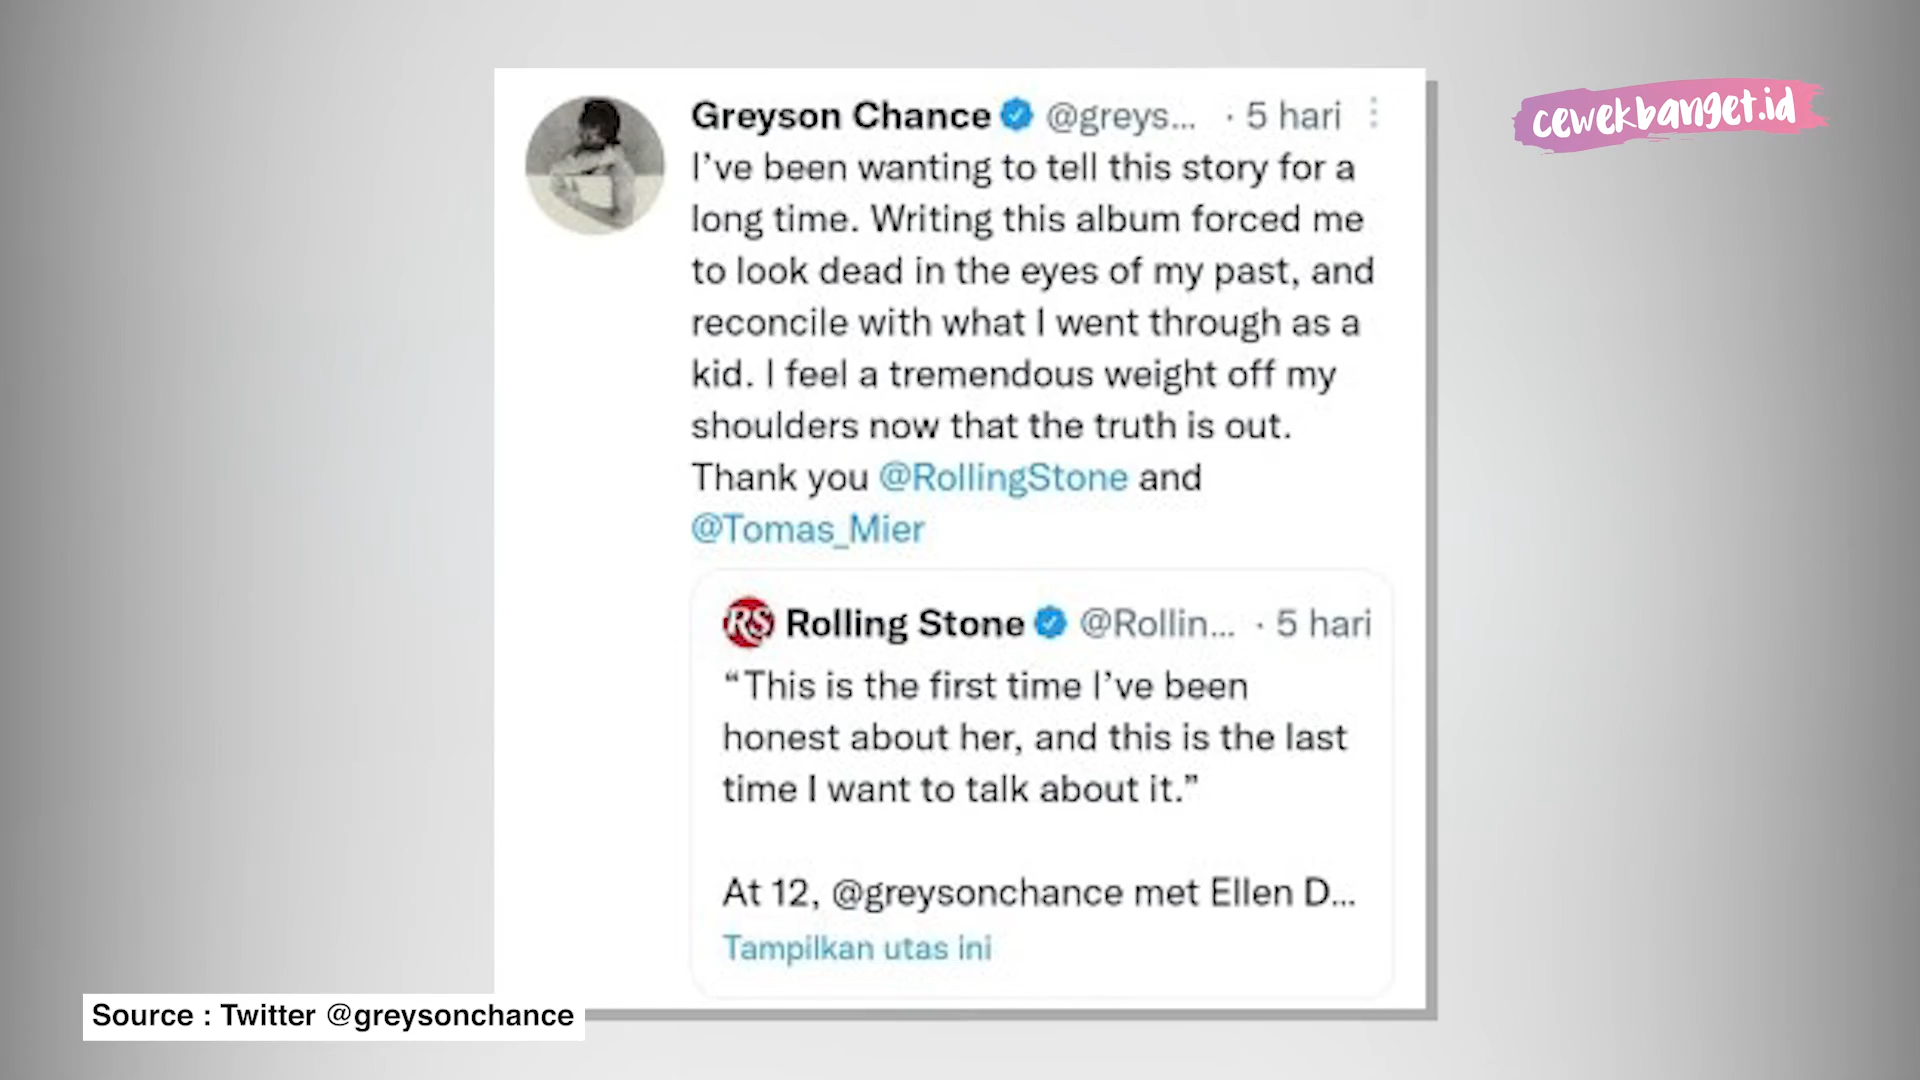 cewekbanget.id
Greyson Chance @greys... · 5 hari
I’ve been wanting to tell this story for a
long time. Writing this album forced me
to look dead in the eyes of my past, and
reconcile with what I went through as a
kid. I feel a tremendous weight off my
shoulders now that the truth is out.
Thank you @RollingStone and
@Tomas_Mier
RS Rolling Stone @Rollin... · 5 hari
“This is the first time I’ve been
honest about her, and this is the last
time I want to talk about it.”
At 12, @greysonchance met Ellen D...
Tampilkan utas ini
Source : Twitter @greysonchance